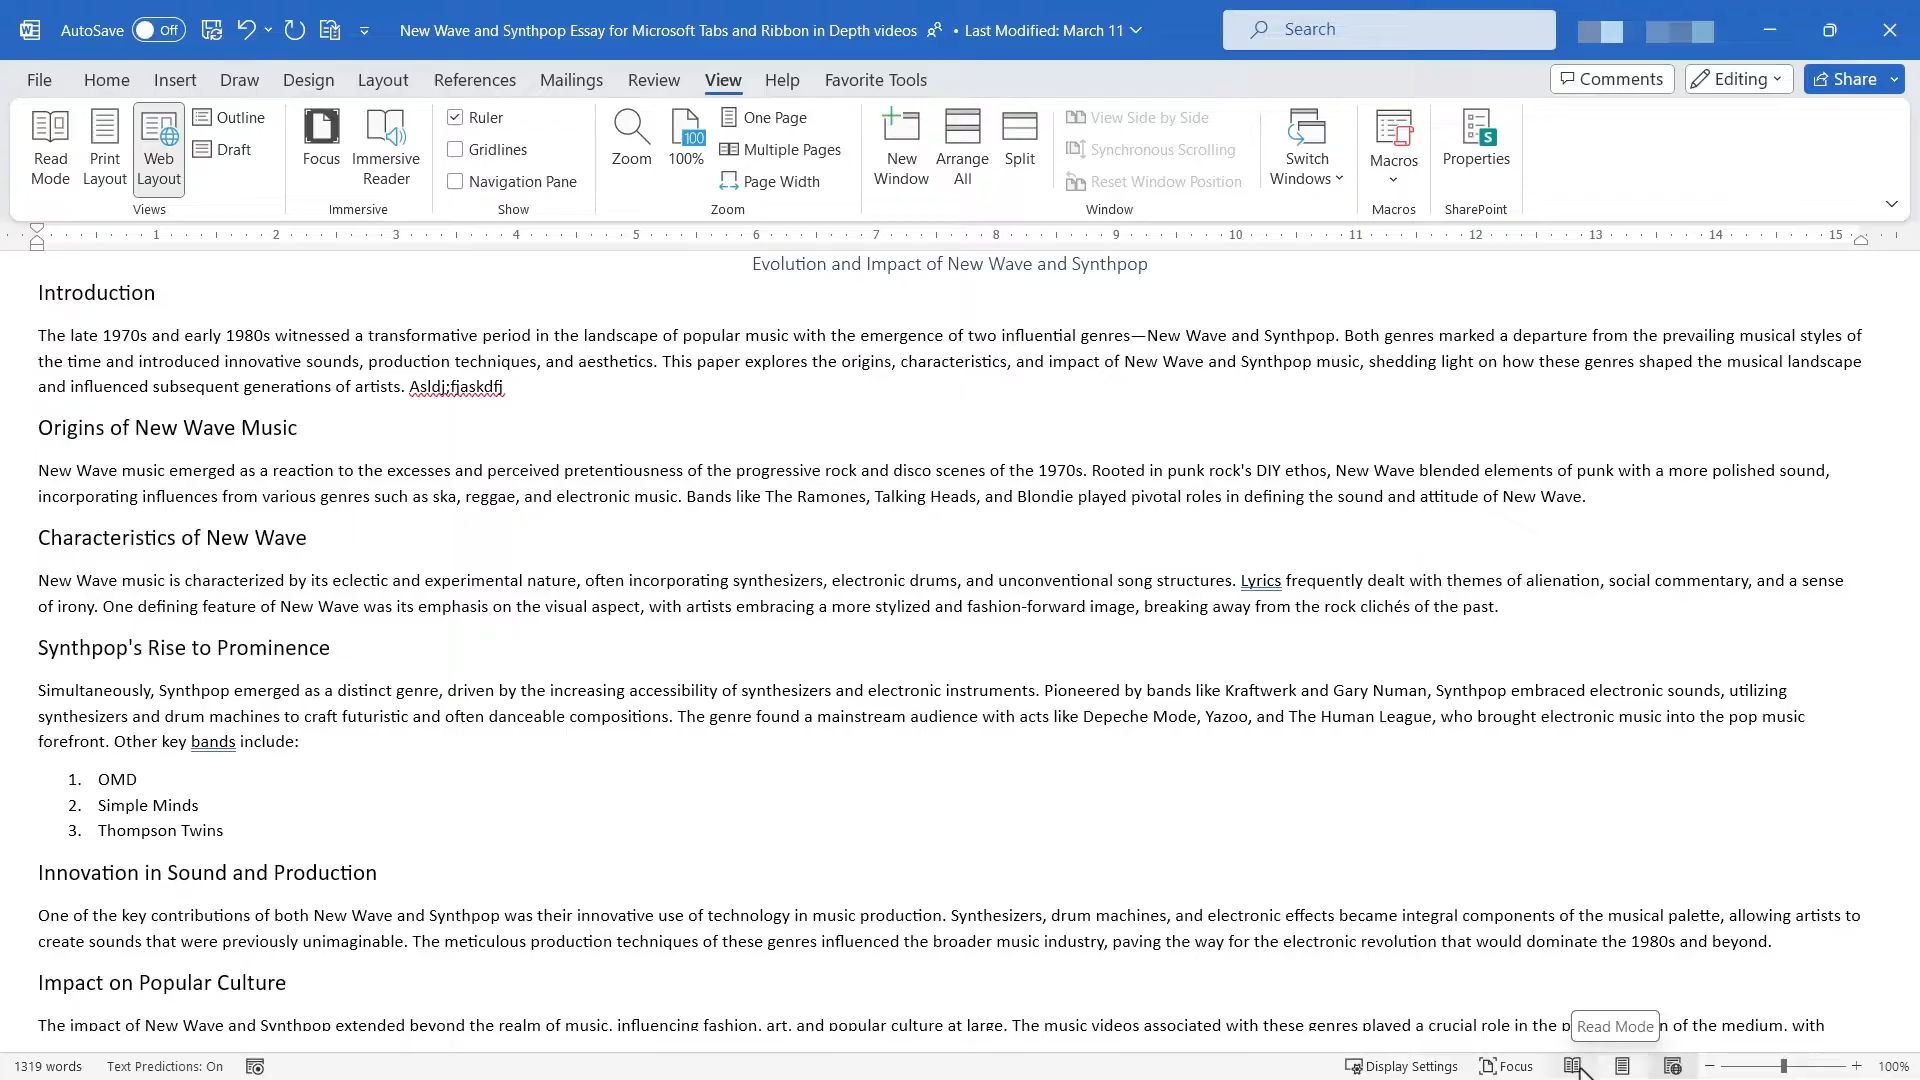 AutoSave Off New Wave and Synthpop Essay for Microsoft Tabs and Ribbon in Depth videos • Last Modified: March 11 Search
File Home Insert Draw Design Layout References Mailings Review View Help Favorite Tools Comments Editing Share
Read Mode
Print Layout
Web Layout
Outline
Draft
Views
Focus
Immersive Reader
Immersive
Ruler
Gridlines
Navigation Pane
Show
Zoom
100
100%
One Page
Multiple Pages
Page Width
Zoom
New Window
Arrange All
Split
View Side by Side
Synchronous Scrolling
Reset Window Position
Window
Switch Windows
Macros
Macros
S
Properties
SharePoint
1 2 3 4 5 6 7 8 9 10 11 12 13 14 15
Evolution and Impact of New Wave and Synthpop
Introduction
The late 1970s and early 1980s witnessed a transformative period in the landscape of popular music with the emergence of two influential genres—New Wave and Synthpop. Both genres marked a departure from the prevailing musical styles of
the time and introduced innovative sounds, production techniques, and aesthetics. This paper explores the origins, characteristics, and impact of New Wave and Synthpop music, shedding light on how these genres shaped the musical landscape
and influenced subsequent generations of artists. Asldj;fjaskdfj
Origins of New Wave Music
New Wave music emerged as a reaction to the excesses and perceived pretentiousness of the progressive rock and disco scenes of the 1970s. Rooted in punk rock's DIY ethos, New Wave blended elements of punk with a more polished sound,
incorporating influences from various genres such as ska, reggae, and electronic music. Bands like The Ramones, Talking Heads, and Blondie played pivotal roles in defining the sound and attitude of New Wave.
Characteristics of New Wave
New Wave music is characterized by its eclectic and experimental nature, often incorporating synthesizers, electronic drums, and unconventional song structures. Lyrics frequently dealt with themes of alienation, social commentary, and a sense
of irony. One defining feature of New Wave was its emphasis on the visual aspect, with artists embracing a more stylized and fashion-forward image, breaking away from the rock clichés of the past.
Synthpop's Rise to Prominence
Simultaneously, Synthpop emerged as a distinct genre, driven by the increasing accessibility of synthesizers and electronic instruments. Pioneered by bands like Kraftwerk and Gary Numan, Synthpop embraced electronic sounds, utilizing
synthesizers and drum machines to craft futuristic and often danceable compositions. The genre found a mainstream audience with acts like Depeche Mode, Yazoo, and The Human League, who brought electronic music into the pop music
forefront. Other key bands include:
1. OMD
2. Simple Minds
3. Thompson Twins
Innovation in Sound and Production
One of the key contributions of both New Wave and Synthpop was their innovative use of technology in music production. Synthesizers, drum machines, and electronic effects became integral components of the musical palette, allowing artists to
create sounds that were previously unimaginable. The meticulous production techniques of these genres influenced the broader music industry, paving the way for the electronic revolution that would dominate the 1980s and beyond.
Impact on Popular Culture
The impact of New Wave and Synthpop extended beyond the realm of music, influencing fashion, art, and popular culture at large. The music videos associated with these genres played a crucial role in the p n of the medium, with
Read Mode
1319 words Text Predictions: On Display Settings Focus 100%